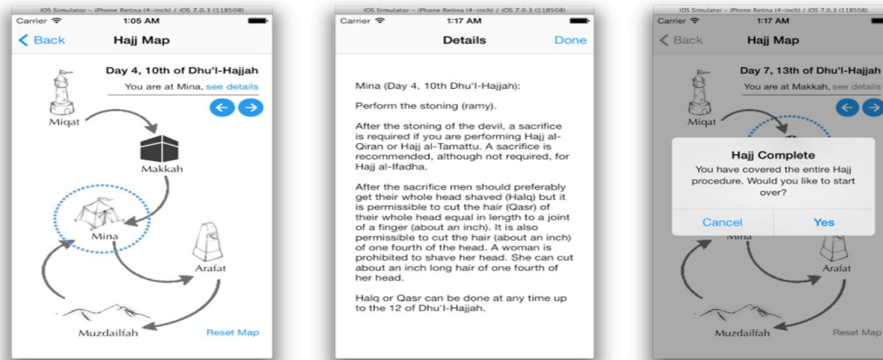 iOS Simulator - iPhone Retina (4-inch) / iOS 7.0.3 (11B508)
Carrier 1:05 AM
Back Hajj Map
Day 4, 10th of Dhu'l-Hajjah
You are at Mina, see details
Miqat
Makkah
Mina
Arafat
Muzdailfah
Reset Map
iOS Simulator - iPhone Retina (4-inch) / iOS 7.0.3 (11B508)
Carrier 1:17 AM
Details Done
Mina (Day 4, 10th Dhu'l-Hajjah):
Perform the stoning (ramy).
After the stoning of the devil, a sacrifice
is required if you are performing Hajj al-
Qiran or Hajj al-Tamattu. A sacrifice is
recommended, although not required, for
Hajj al-Ifadha.
After the sacrifice men should preferably
get their whole head shaved (Halq) but it
is permissible to cut the hair (Qasr) of
their whole head equal in length to a joint
of a finger (about an inch). It is also
permissible to cut the hair (about an inch)
of one fourth of the head. A woman is
prohibited to shave her head. She can cut
about an inch long hair of one fourth of
her head.
Halq or Qasr can be done at any time up
to the 12 of Dhu'l-Hajjah.
iOS Simulator - iPhone Retina (4-inch) / iOS 7.0.3 (11B508)
Carrier 1:17 AM
Back Hajj Map
Day 7, 13th of Dhu'l-Hajjah
You are at Makkah, see details
Miqat
Hajj Complete
You have covered the entire Hajj
procedure. Would you like to start
over?
Cancel Yes
Mina
Arafat
Muzdailfah
Reset Map